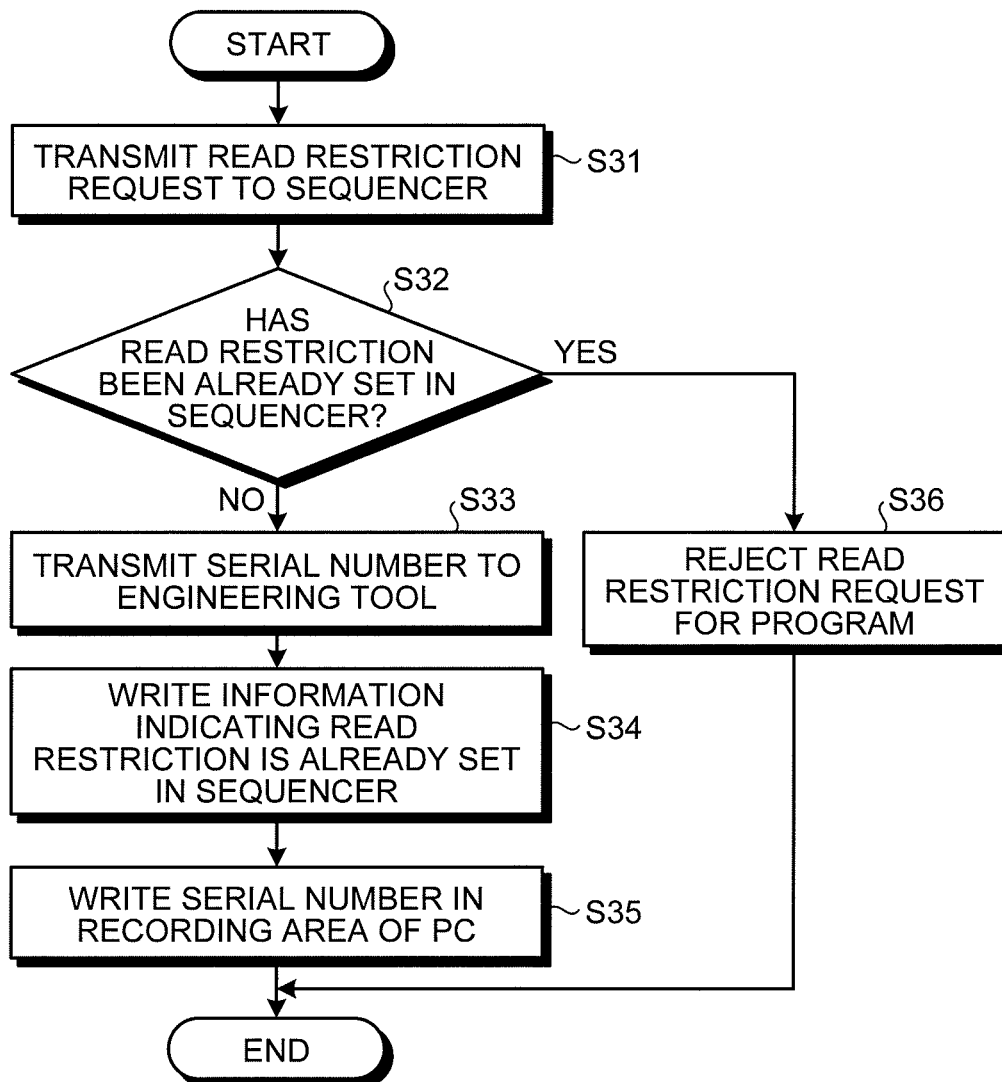 START
TRANSMIT READ RESTRICTION
REQUEST TO SEQUENCER
S31
S32
HAS
READ RESTRICTION
BEEN ALREADY SET IN
SEQUENCER?
YES
NO
S33
TRANSMIT SERIAL NUMBER TO
ENGINEERING TOOL
S36
REJECT READ
RESTRICTION REQUEST
FOR PROGRAM
WRITE INFORMATION
INDICATING READ
RESTRICTION IS ALREADY SET
IN SEQUENCER
S34
WRITE SERIAL NUMBER IN
RECORDING AREA OF PC
S35
END